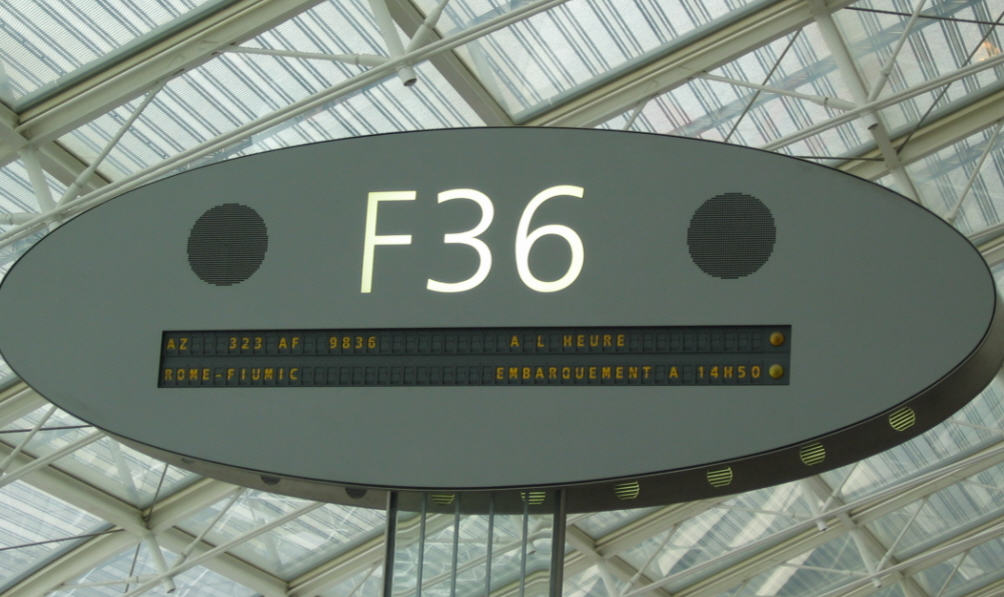 F36
AZ 323 AF 9836 A L HEURE
ROME-FIUMIC EMBARQUEMENT A 14H50